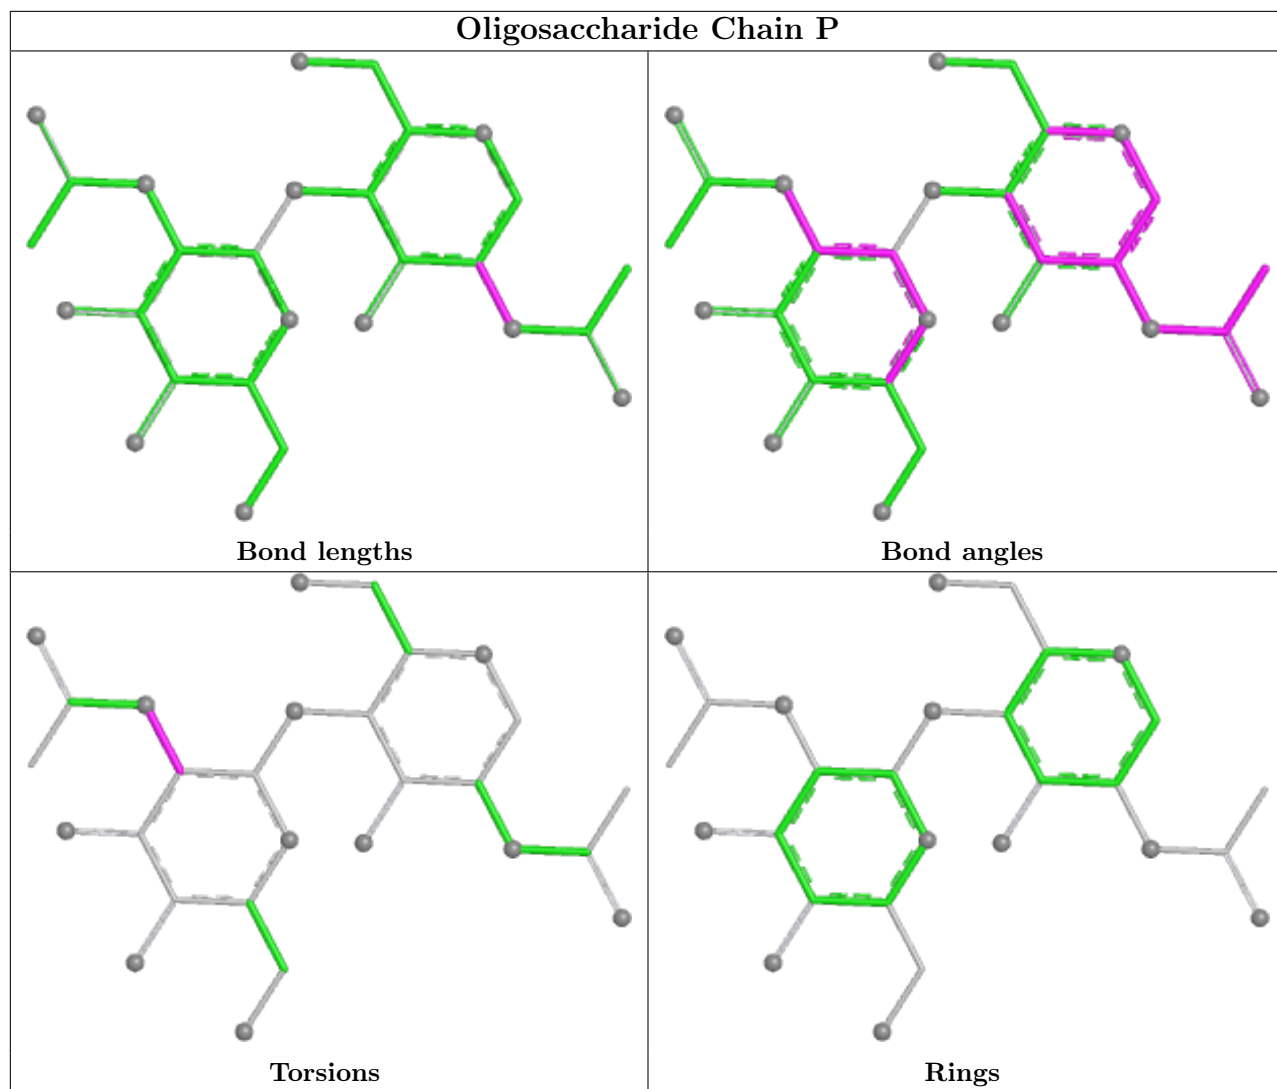 Oligosaccharide Chain P
Bond lengths
Bond angles
Torsions
Rings